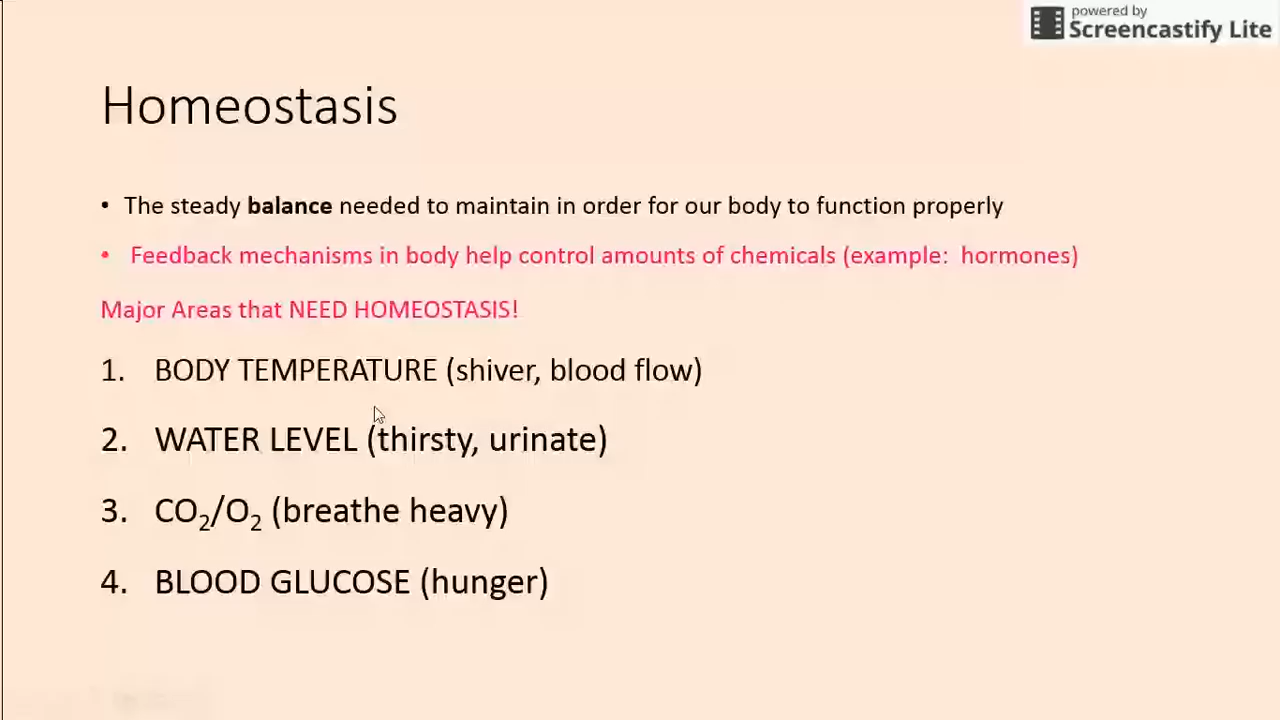 powered by
Screencastify Lite
Homeostasis
• The steady balance needed to maintain in order for our body to function properly
• Feedback mechanisms in body help control amounts of chemicals (example:  hormones)
Major Areas that NEED HOMEOSTASIS!
1. BODY TEMPERATURE (shiver, blood flow)
2. WATER LEVEL (thirsty, urinate)
3. CO₂/O₂ (breathe heavy)
4. BLOOD GLUCOSE (hunger)